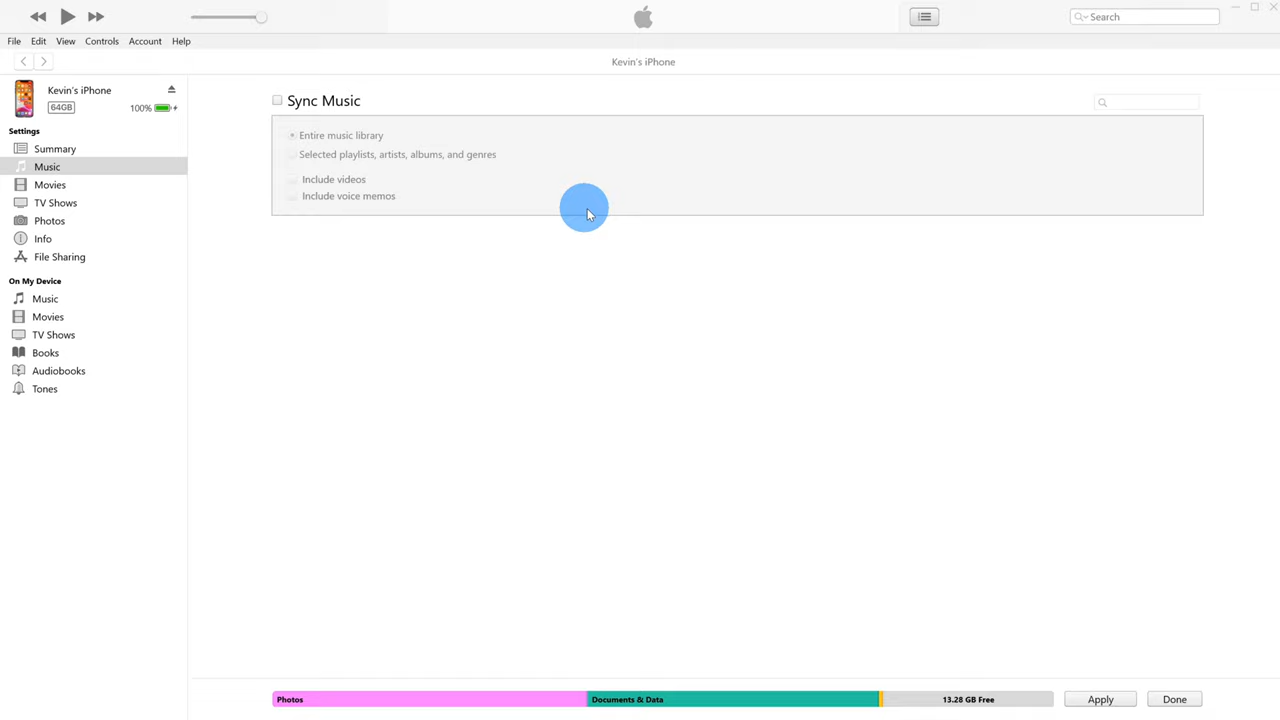 Search
File Edit View Controls Account Help
Kevin's iPhone
Kevin's iPhone
64GB 100%
Settings
Summary
Music
Movies
TV Shows
Photos
Info
File Sharing
On My Device
Music
Movies
TV Shows
Books
Audiobooks
Tones
Sync Music
Entire music library
Selected playlists, artists, albums, and genres
Include videos
Include voice memos
Photos Documents & Data 13.28 GB Free Apply Done